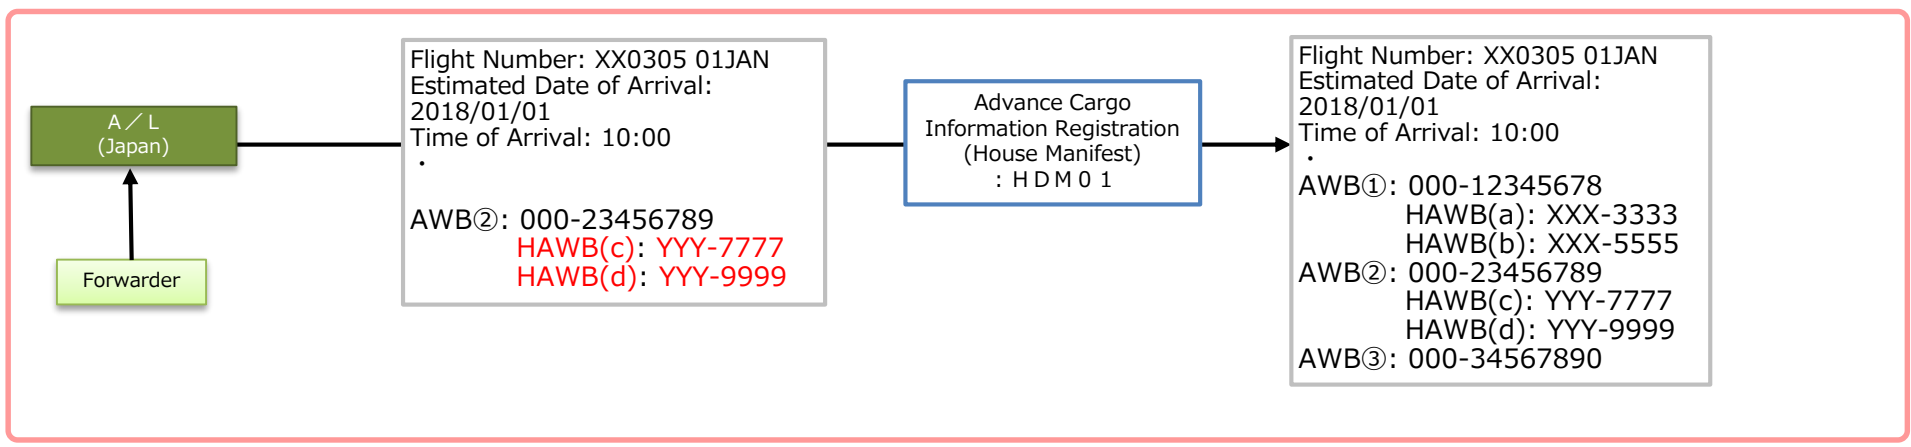 A／L
(Japan)
Forwarder
Flight Number: XX0305 01JAN
Estimated Date of Arrival:
2018/01/01
Time of Arrival: 10:00
・
AWB②: 000-23456789
HAWB(c): YYY-7777
HAWB(d): YYY-9999
Advance Cargo
Information Registration
(House Manifest)
：ＨＤＭ０１
Flight Number: XX0305 01JAN
Estimated Date of Arrival:
2018/01/01
Time of Arrival: 10:00
・
AWB①: 000-12345678
HAWB(a): XXX-3333
HAWB(b): XXX-5555
AWB②: 000-23456789
HAWB(c): YYY-7777
HAWB(d): YYY-9999
AWB③: 000-34567890